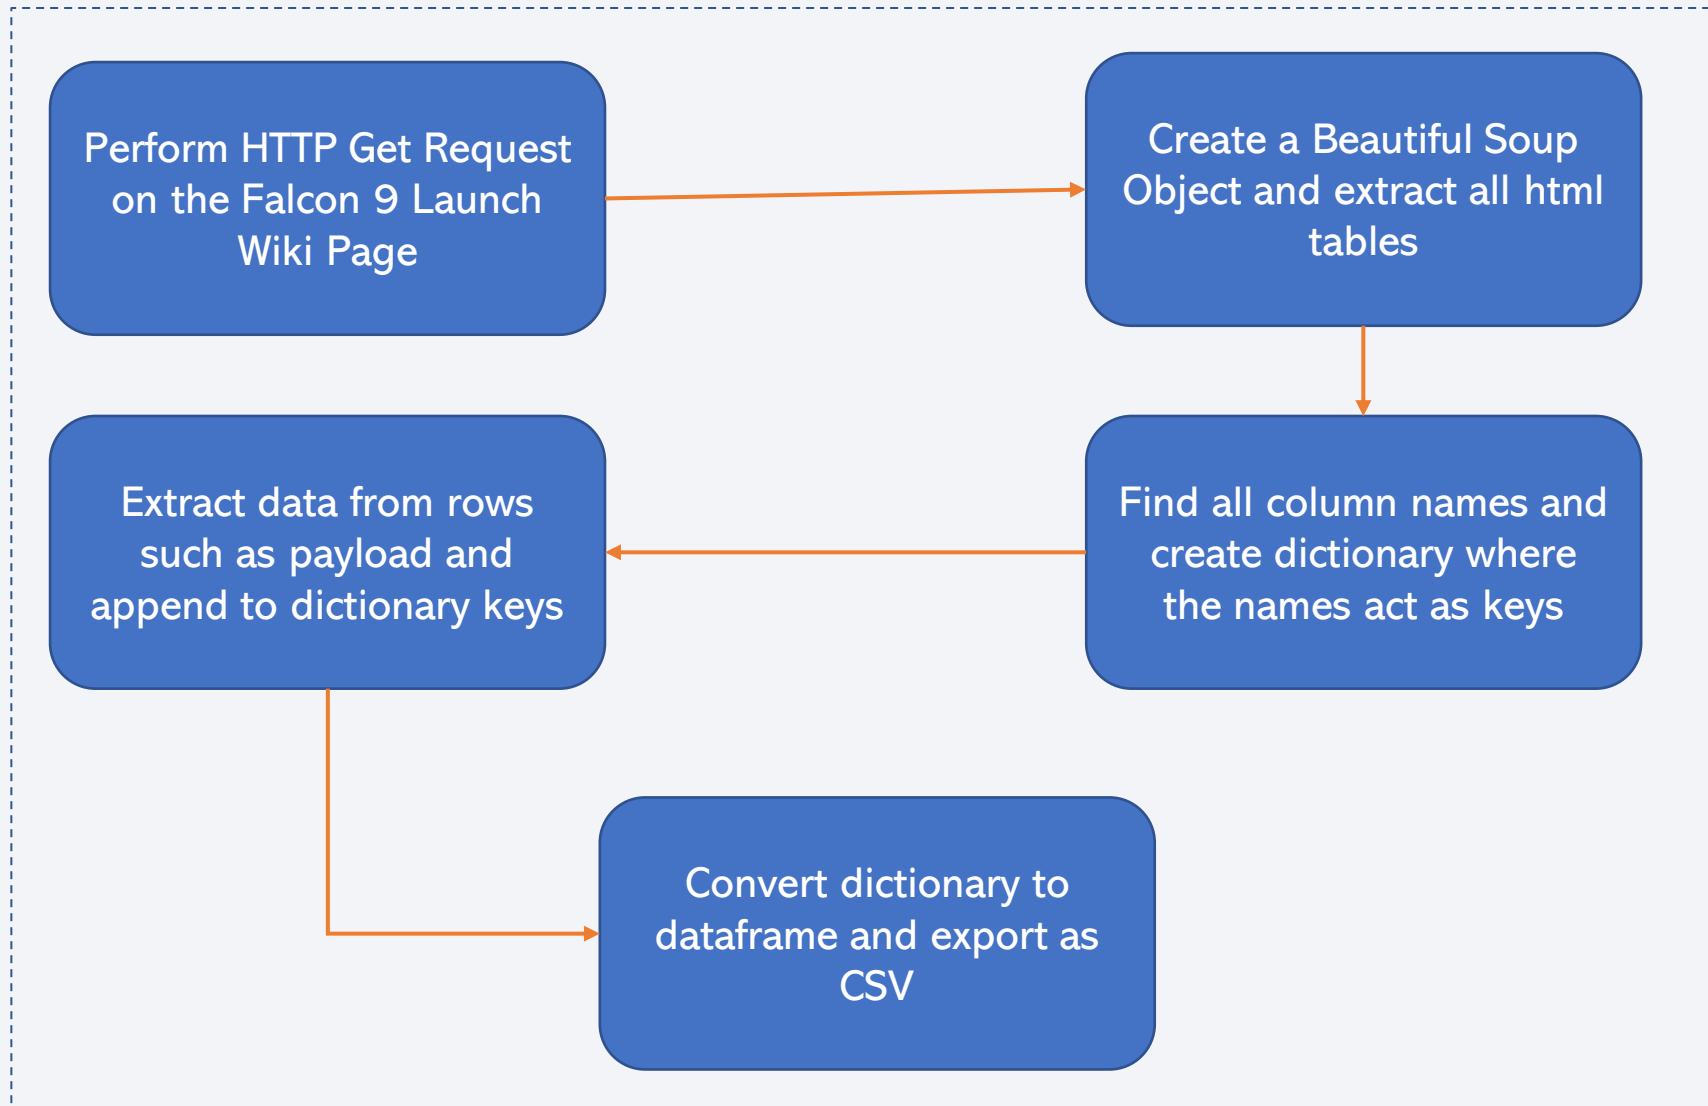 Perform HTTP Get Request
on the Falcon 9 Launch
Wiki Page
Create a Beautiful Soup
Object and extract all html
tables
Find all column names and
create dictionary where
the names act as keys
Extract data from rows
such as payload and
append to dictionary keys
Convert dictionary to
dataframe and export as
CSV